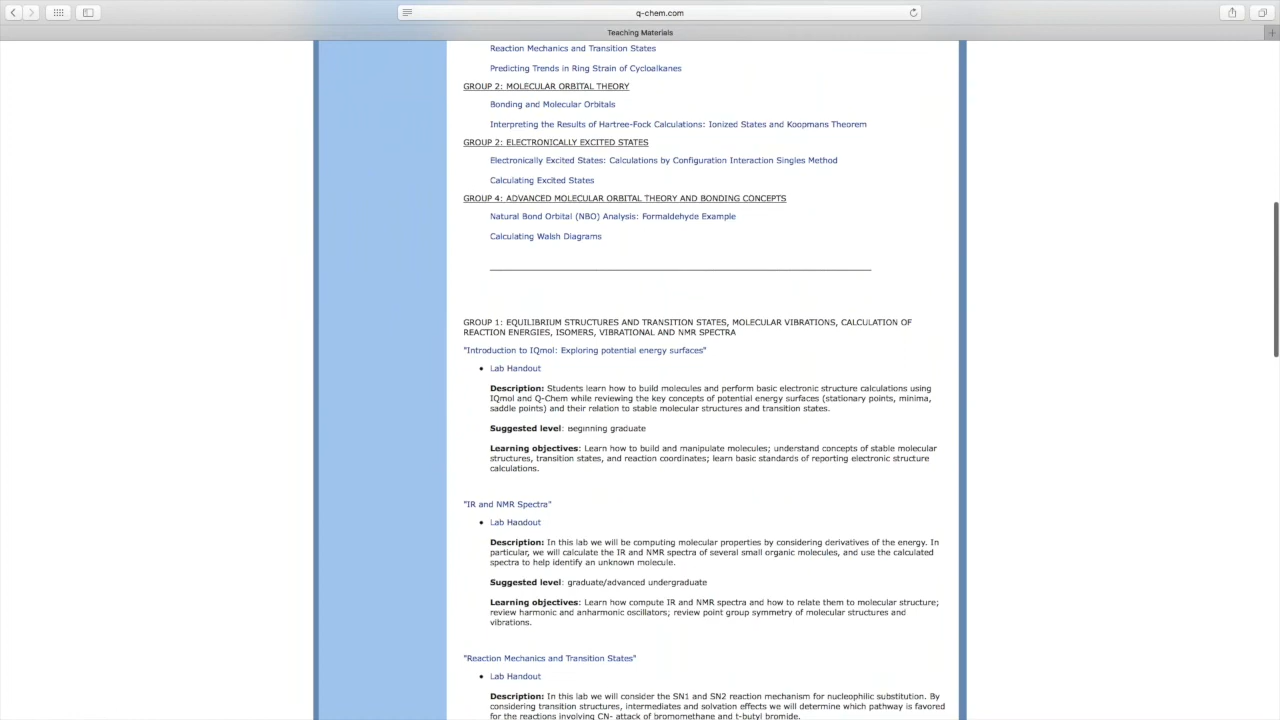 q-chem.com
Teaching Materials
Reaction Mechanics and Transition States
Predicting Trends in Ring Strain of Cycloalkanes
GROUP 2: MOLECULAR ORBITAL THEORY
Bonding and Molecular Orbitals
Interpreting the Results of Hartree-Fock Calculations: Ionized States and Koopmans Theorem
GROUP 2: ELECTRONICALLY EXCITED STATES
Electronically Excited States: Calculations by Configuration Interaction Singles Method
Calculating Excited States
GROUP 4: ADVANCED MOLECULAR ORBITAL THEORY AND BONDING CONCEPTS
Natural Bond Orbital (NBO) Analysis: Formaldehyde Example
Calculating Walsh Diagrams
GROUP 1: EQUILIBRIUM STRUCTURES AND TRANSITION STATES, MOLECULAR VIBRATIONS, CALCULATION OF
REACTION ENERGIES, ISOMERS, VIBRATIONAL AND NMR SPECTRA
"Introduction to IQmol: Exploring potential energy surfaces"
• Lab Handout
Description: Students learn how to build molecules and perform basic electronic structure calculations using
IQmol and Q-Chem while reviewing the key concepts of potential energy surfaces (stationary points, minima,
saddle points) and their relation to stable molecular structures and transition states.
Suggested level: Beginning graduate
Learning objectives: Learn how to build and manipulate molecules; understand concepts of stable molecular
structures, transition states, and reaction coordinates; learn basic standards of reporting electronic structure
calculations.
"IR and NMR Spectra"
• Lab Handout
Description: In this lab we will be computing molecular properties by considering derivatives of the energy. In
particular, we will calculate the IR and NMR spectra of several small organic molecules, and use the calculated
spectra to help identify an unknown molecule.
Suggested level: graduate/advanced undergraduate
Learning objectives: Learn how compute IR and NMR spectra and how to relate them to molecular structure;
review harmonic and anharmonic oscillators; review point group symmetry of molecular structures and
vibrations.
"Reaction Mechanics and Transition States"
• Lab Handout
Description: In this lab we will consider the SN1 and SN2 reaction mechanism for nucleophilic substitution. By
considering transition structures, intermediates and solvation effects we will determine which pathway is favored
for the reactions involving CN- attack of bromomethane and t-butyl bromide.